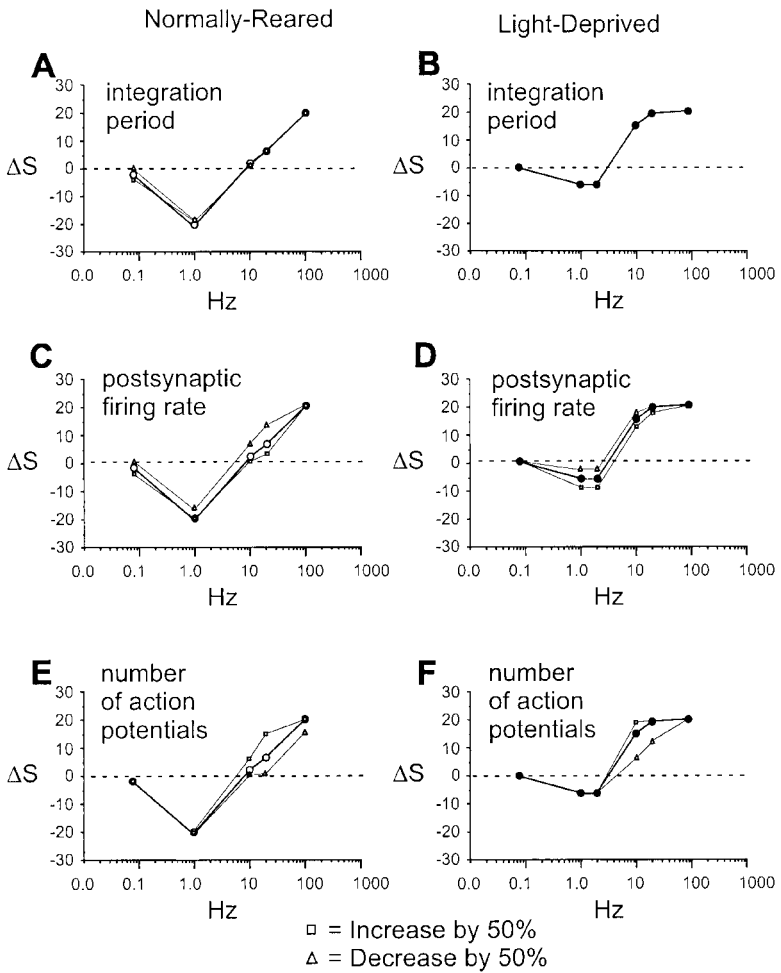 Normally-Reared
Light-Deprived
A
integration
period
30
20
10
0
-10
-20
-30
ΔS
0.0 0.1 1.0 10 100 1000
Hz
B
integration
period
30
20
10
0
-10
-20
-30
ΔS
0.0 0.1 1.0 10 100 1000
Hz
C
postsynaptic
firing rate
30
20
10
0
-10
-20
-30
ΔS
0.0 0.1 1.0 10 100 1000
Hz
D
postsynaptic
firing rate
30
20
10
0
-10
-20
-30
ΔS
0.0 0.1 1.0 10 100 1000
Hz
E
number
of action
potentials
30
20
10
0
-10
-20
-30
ΔS
0.0 0.1 1.0 10 100 1000
Hz
F
number
of action
potentials
30
20
10
0
-10
-20
-30
ΔS
0.0 0.1 1.0 10 100 1000
Hz
□ = Increase by 50%
△ = Decrease by 50%